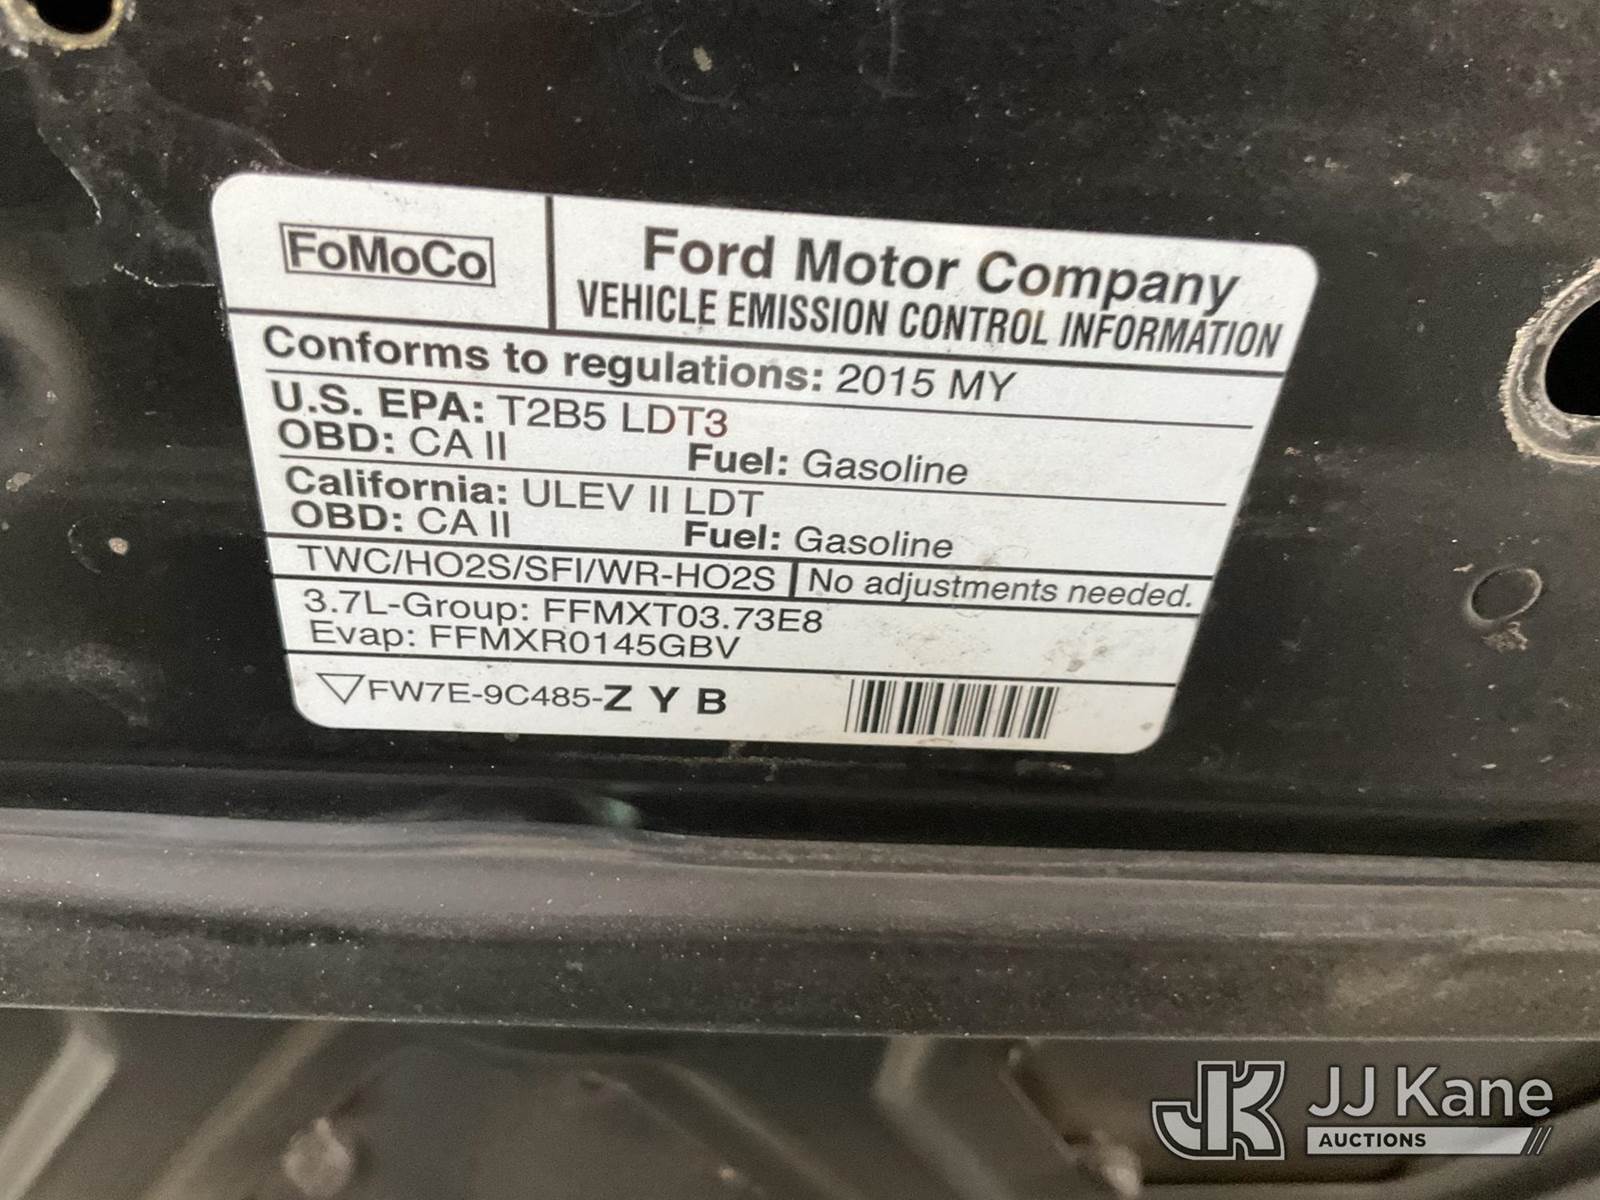 FoMoCo
Ford Motor Company
VEHICLE EMISSION CONTROL INFORMATION
Conforms to regulations: 2015 MY
U.S. EPA: T2B5 LDT3
OBD: CA II Fuel: Gasoline
California: ULEV II LDT
OBD: CA II Fuel: Gasoline
TWC/HO2S/SFI/WR-HO2S No adjustments needed.
3.7L-Group: FFMXT03.73E8
Evap: FFMXR0145GBV
FW7E-9C485-Z Y B
JK JJ Kane
AUCTIONS